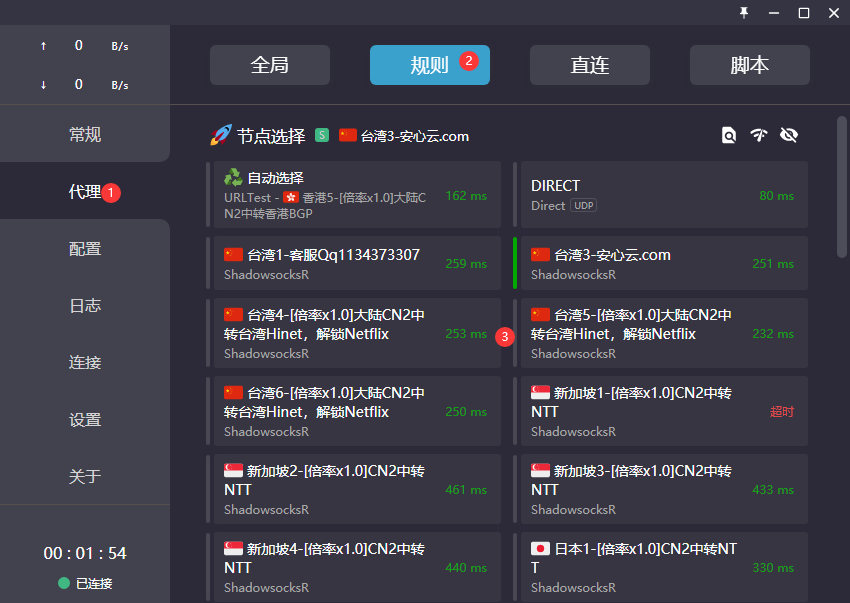 ↑ 0 B/s
↓ 0 B/s
常规
代理 1
配置
日志
连接
设置
关于
00 : 01 : 54
已连接
全局
规则 2
直连
脚本
节点选择 S 台湾3-安心云.com
自动选择
URLTest - 香港5-[倍率x1.0]大陆C
N2中转香港BGP
162 ms
DIRECT
Direct UDP
80 ms
台湾1-客服Qq1134373307
ShadowsocksR
259 ms
台湾3-安心云.com
ShadowsocksR
251 ms
台湾4-[倍率x1.0]大陆CN2中
转台湾Hinet，解锁Netflix
ShadowsocksR
253 ms
3
台湾5-[倍率x1.0]大陆CN2中
转台湾Hinet，解锁Netflix
ShadowsocksR
232 ms
台湾6-[倍率x1.0]大陆CN2中
转台湾Hinet，解锁Netflix
ShadowsocksR
250 ms
新加坡1-[倍率x1.0]CN2中转
NTT
ShadowsocksR
超时
新加坡2-[倍率x1.0]CN2中转
NTT
ShadowsocksR
461 ms
新加坡3-[倍率x1.0]CN2中转
NTT
ShadowsocksR
433 ms
新加坡4-[倍率x1.0]CN2中转
NTT
ShadowsocksR
440 ms
日本1-[倍率x1.0]CN2中转NT
T
ShadowsocksR
330 ms